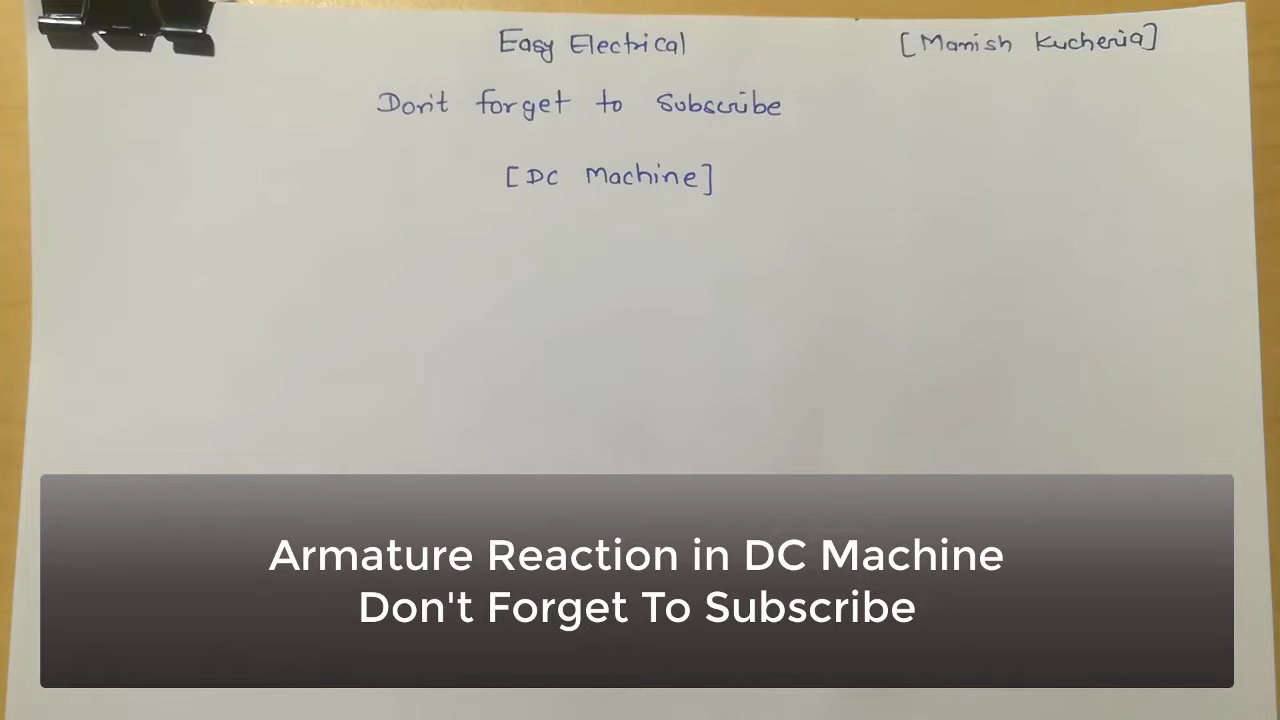 Easy Electrical [Manish Kucheria]
Don't forget to Subscribe
[DC Machine]
Armature Reaction in DC Machine
Don't Forget To Subscribe